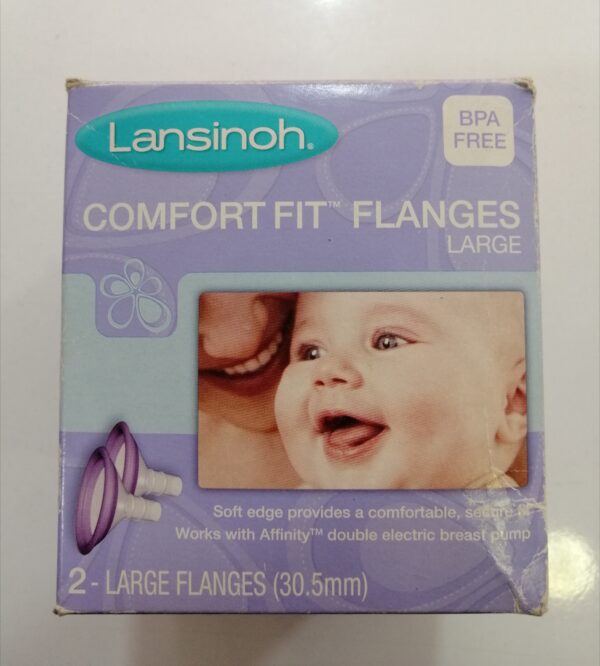 Lansinoh®
BPA
FREE
COMFORT FIT™ FLANGES
LARGE
Soft edge provides a comfortable, secure
Works with Affinity™ double electric breast pump
2 - LARGE FLANGES (30.5mm)